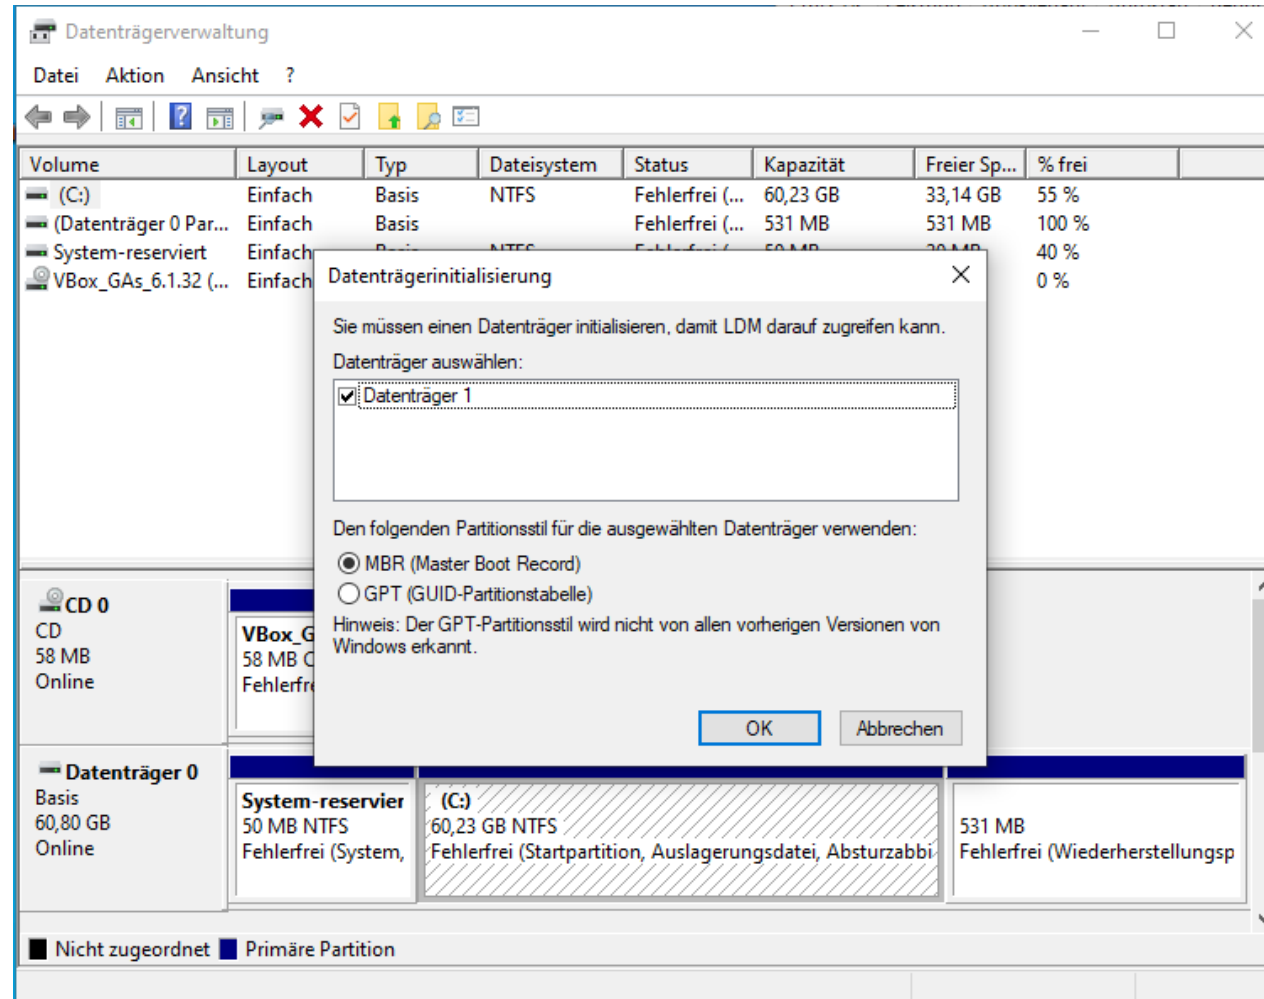 Datenträgerverwaltung
Datei Aktion Ansicht ?
Volume Layout Typ Dateisystem Status Kapazität Freier Sp... % frei
(C:) Einfach Basis NTFS Fehlerfrei (... 60,23 GB 33,14 GB 55 %
(Datenträger 0 Par... Einfach Basis Fehlerfrei (... 531 MB 531 MB 100 %
System-reserviert Einfach 40 %
VBox_GAs_6.1.32 (... Einfach 0 %
Datenträgerinitialisierung
Sie müssen einen Datenträger initialisieren, damit LDM darauf zugreifen kann.
Datenträger auswählen:
Datenträger 1
Den folgenden Partitionsstil für die ausgewählten Datenträger verwenden:
MBR (Master Boot Record)
GPT (GUID-Partitionstabelle)
Hinweis: Der GPT-Partitionsstil wird nicht von allen vorherigen Versionen von
Windows erkannt.
OK Abbrechen
CD 0
CD
58 MB
Online
VBox_G
58 MB C
Fehlerfre
Datenträger 0
Basis
60,80 GB
Online
System-reservier
50 MB NTFS
Fehlerfrei (System,
(C:)
60,23 GB NTFS
Fehlerfrei (Startpartition, Auslagerungsdatei, Absturzabbi
531 MB
Fehlerfrei (Wiederherstellungsp
Nicht zugeordnet Primäre Partition